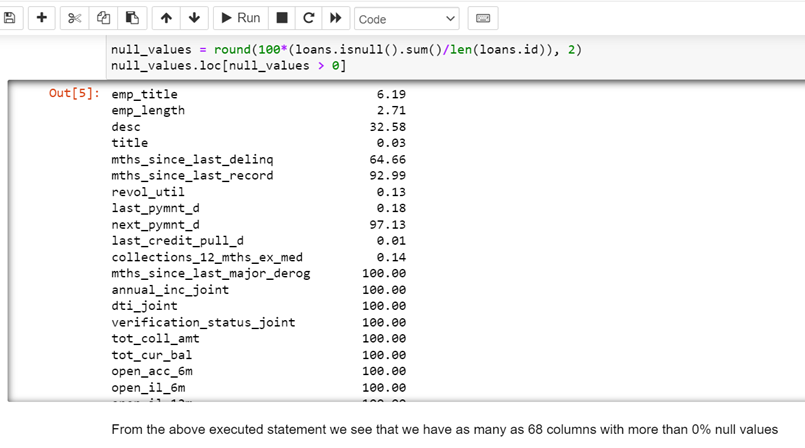 Run Code
null_values = round(100*(loans.isnull().sum()/len(loans.id)), 2)
null_values.loc[null_values > 0]
Out[5]: emp_title 6.19
emp_length 2.71
desc 32.58
title 0.03
mths_since_last_delinq 64.66
mths_since_last_record 92.99
revol_util 0.13
last_pymnt_d 0.18
next_pymnt_d 97.13
last_credit_pull_d 0.01
collections_12_mths_ex_med 0.14
mths_since_last_major_derog 100.00
annual_inc_joint 100.00
dti_joint 100.00
verification_status_joint 100.00
tot_coll_amt 100.00
tot_cur_bal 100.00
open_acc_6m 100.00
open_il_6m 100.00
From the above executed statement we see that we have as many as 68 columns with more than 0% null values